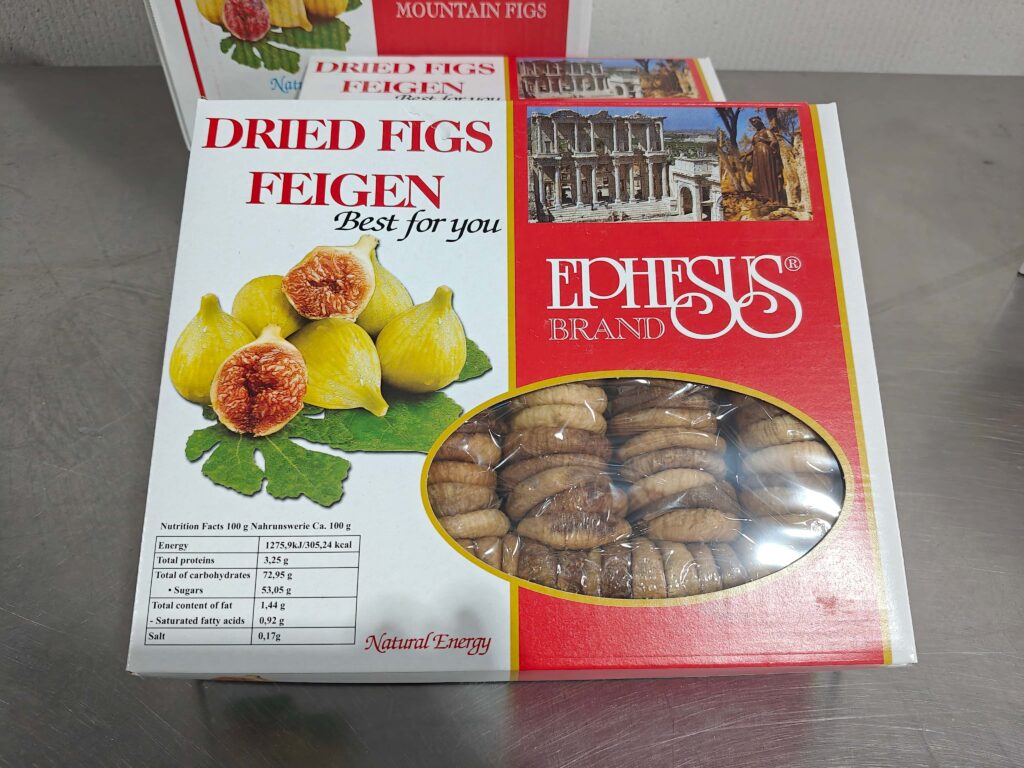 MOUNTAIN FIGS
Nat
DRIED FIGS
FEIGEN
Best for you
DRIED FIGS
FEIGEN
Best for you
EPHESUS®
BRAND
Nutrition Facts 100 g Nahrunswerie Ca. 100 g
Energy 1275,9kJ/305,24 kcal
Total proteins 3,25 g
Total of carbohydrates 72,95 g
• Sugars 53,05 g
Total content of fat 1,44 g
- Saturated fatty acids 0,92 g
Salt 0,17g
Natural Energy